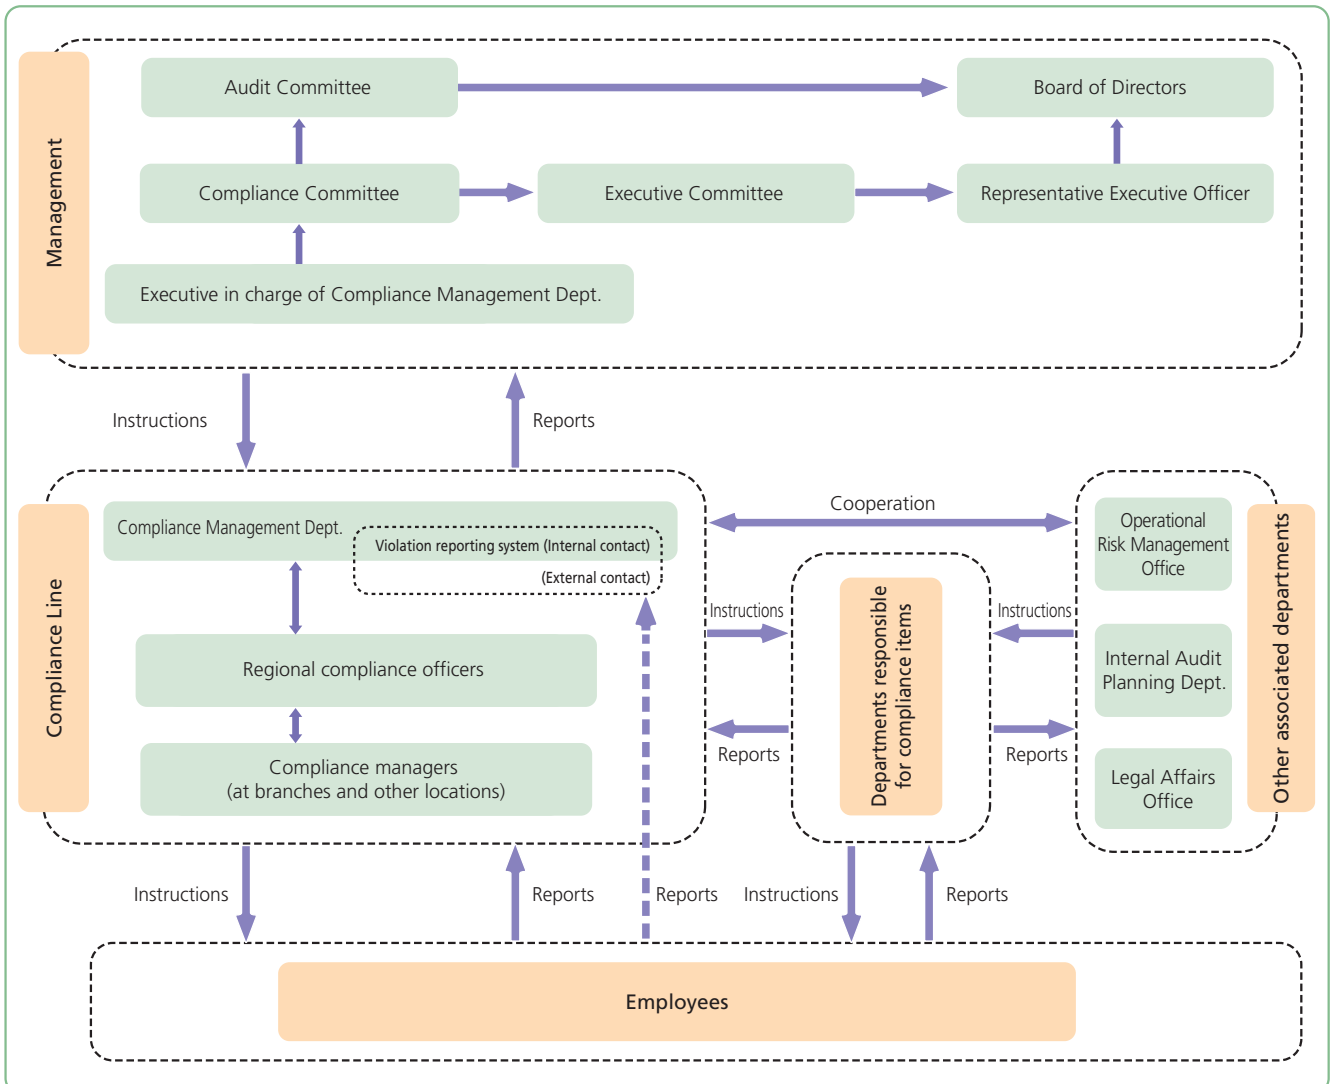 Management
Audit Committee
Board of Directors
Compliance Committee
Executive Committee
Representative Executive Officer
Executive in charge of Compliance Management Dept.
Instructions
Reports
Compliance Line
Compliance Management Dept.
Violation reporting system (Internal contact)
(External contact)
Regional compliance officers
Compliance managers
(at branches and other locations)
Cooperation
Instructions
Reports
Departments responsible
for compliance items
Instructions
Reports
Operational
Risk Management
Office
Internal Audit
Planning Dept.
Legal Affairs
Office
Other associated departments
Instructions
Reports
Reports
Instructions
Reports
Employees